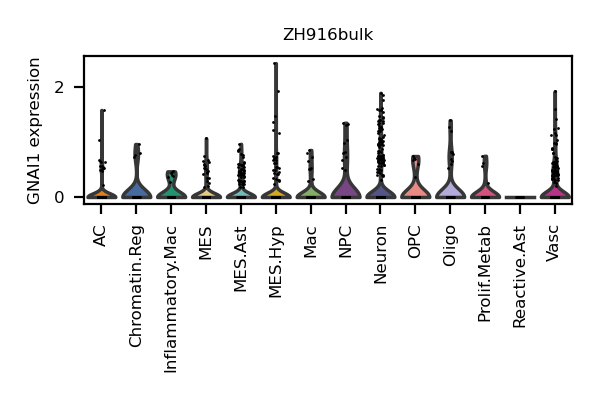 ZH916bulk
GNAI1 expression
2
0
AC
Chromatin.Reg
Inflammatory.Mac
MES
MES.Ast
MES.Hyp
Mac
NPC
Neuron
OPC
Oligo
Prolif.Metab
Reactive.Ast
Vasc